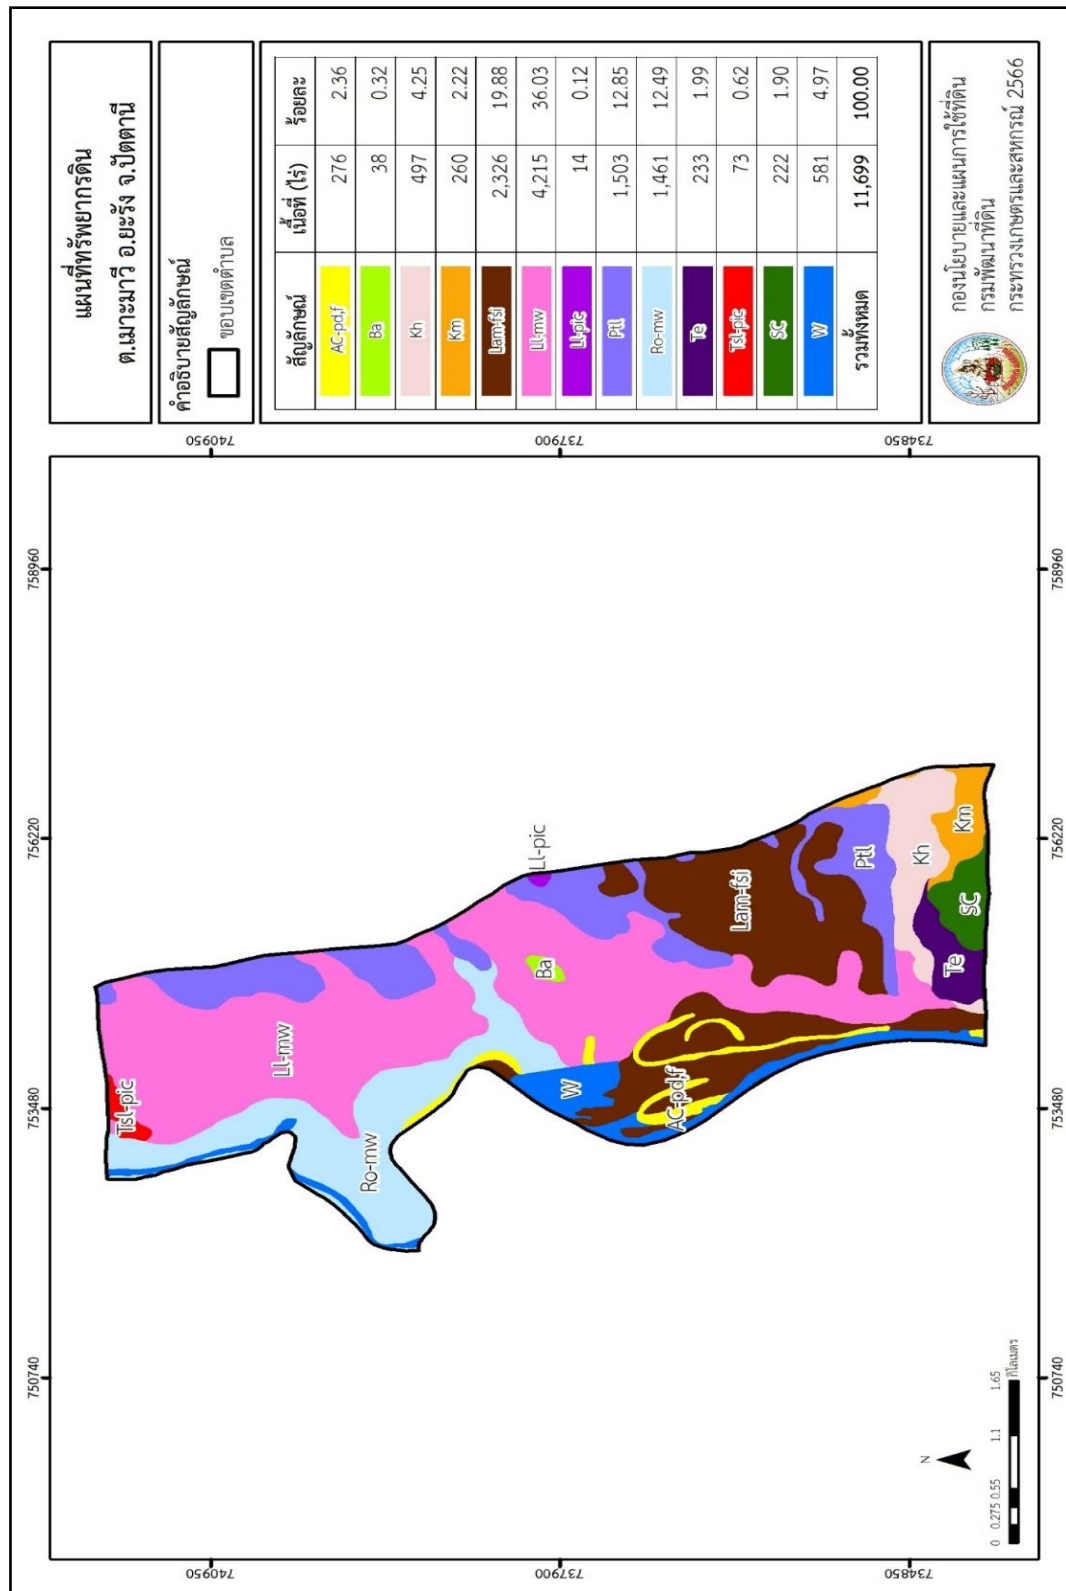 แผนที่ทรัพยากรดิน
ต.เมาะมาวี อ.ยะรัง จ.ปัตตานี
คำอธิบายสัญลักษณ์
ขอบเขตตำบล
สัญลักษณ์ เนื้อที่ (ไร่) ร้อยละ
AC-pd,f 276 2.36
Ba 38 0.32
Kh 497 4.25
Km 260 2.22
Lam-fsi 2,326 19.88
Ll-mw 4,215 36.03
Ll-pic 14 0.12
Ptl 1,503 12.85
Ro-mw 1,461 12.49
Te 233 1.99
Tsl-pic 73 0.62
SC 222 1.90
W 581 4.97
รวมทั้งหมด 11,699 100.00
กองนโยบายและแผนการใช้ที่ดิน
กรมพัฒนาที่ดิน
กระทรวงเกษตรและสหกรณ์ 2566
750740 753480 756220 758960
740950 740950
737900 737900
734850 734850
Tsl-pic
Ll-mw
Ro-mw
Ll-pic
Ba
W
AC-pd,f
Lam-fsi
Ptl
Kh
Km
SC
Te
N
0 0.275 0.55 1.1 1.65
กิโลเมตร
750740 753480 756220 758960